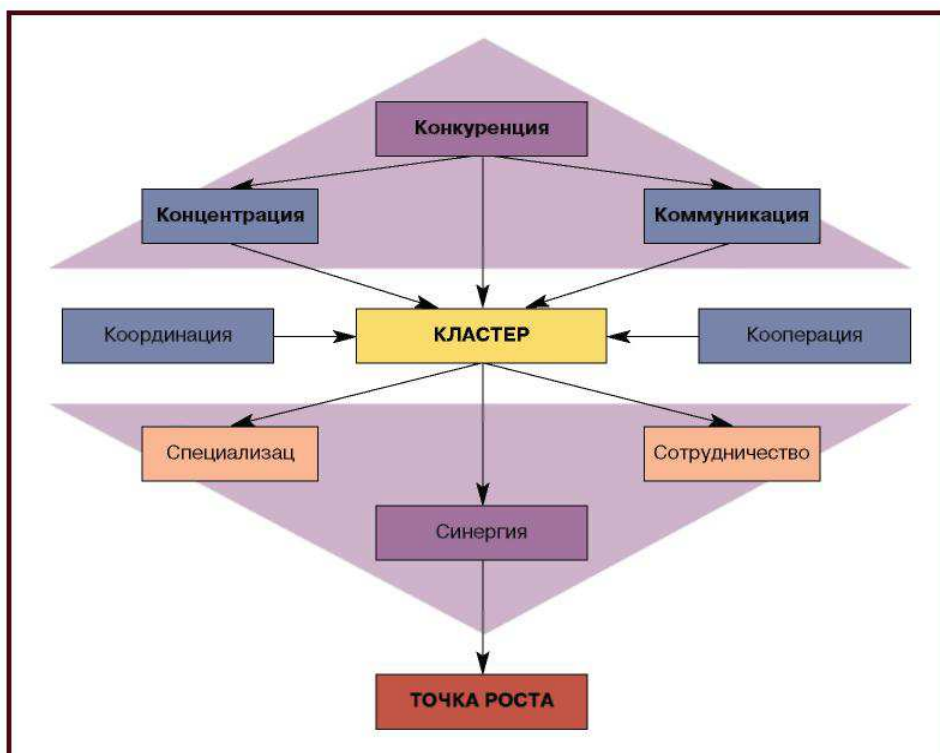 Конкуренция
Концентрация
Коммуникация
Координация
КЛАСТЕР
Кооперация
Специализац
Сотрудничество
Синергия
ТОЧКА РОСТА